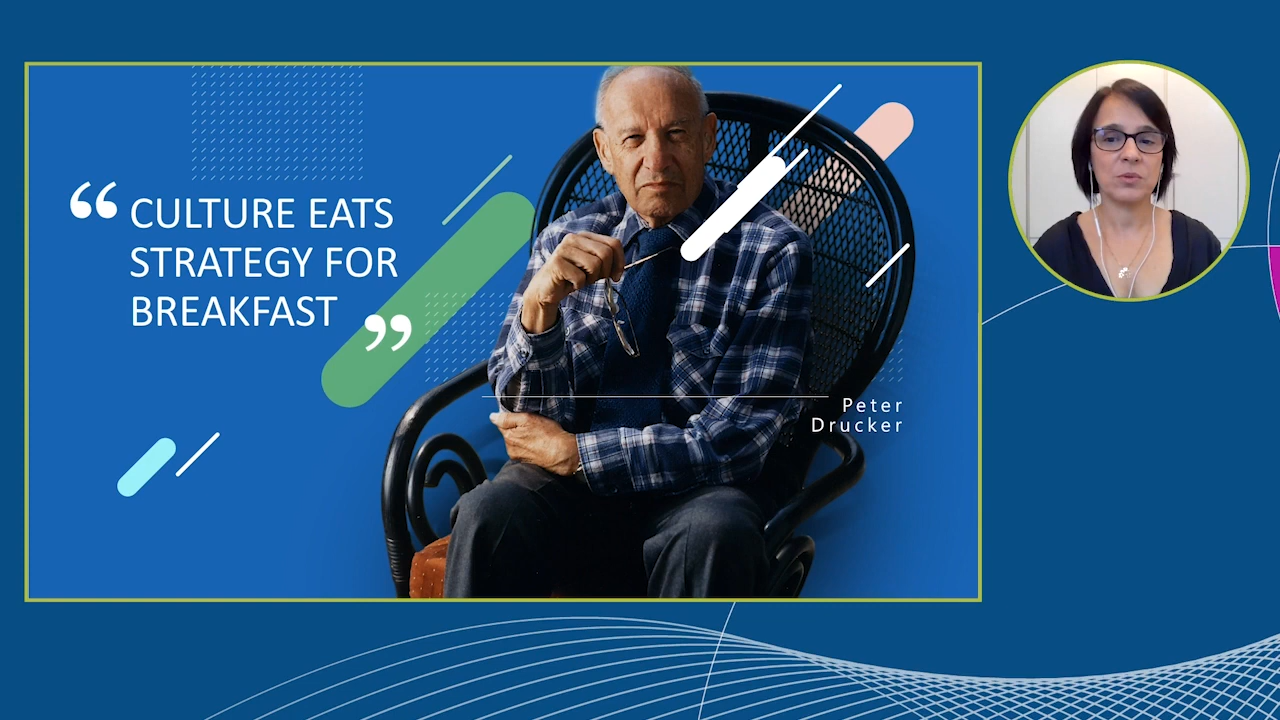 “ CULTURE EATS
STRATEGY FOR
BREAKFAST ”
Peter
Drucker